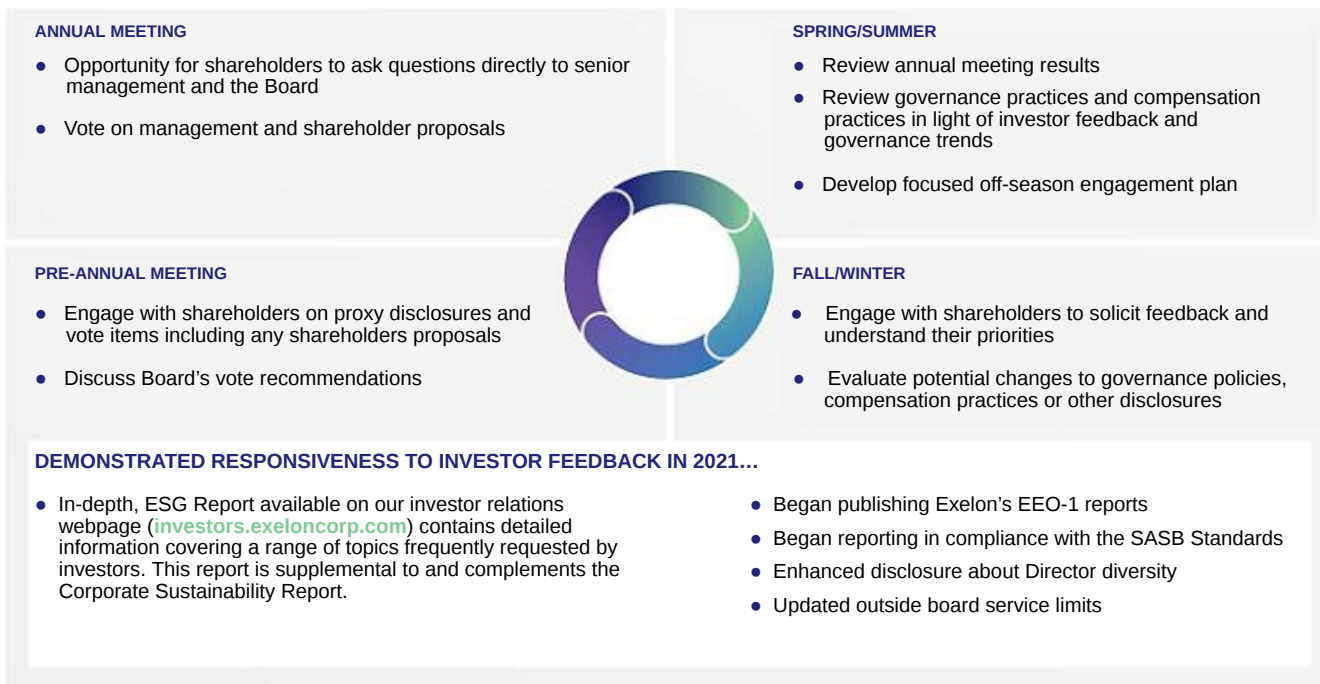 ANNUAL MEETING
● Opportunity for shareholders to ask questions directly to senior
management and the Board
● Vote on management and shareholder proposals
SPRING/SUMMER
● Review annual meeting results
● Review governance practices and compensation
practices in light of investor feedback and
governance trends
● Develop focused off-season engagement plan
PRE-ANNUAL MEETING
● Engage with shareholders on proxy disclosures and
vote items including any shareholders proposals
● Discuss Board’s vote recommendations
FALL/WINTER
● Engage with shareholders to solicit feedback and
understand their priorities
● Evaluate potential changes to governance policies,
compensation practices or other disclosures
DEMONSTRATED RESPONSIVENESS TO INVESTOR FEEDBACK IN 2021…
● In-depth, ESG Report available on our investor relations
webpage (investors.exeloncorp.com) contains detailed
information covering a range of topics frequently requested by
investors. This report is supplemental to and complements the
Corporate Sustainability Report.
● Began publishing Exelon’s EEO-1 reports
● Began reporting in compliance with the SASB Standards
● Enhanced disclosure about Director diversity
● Updated outside board service limits